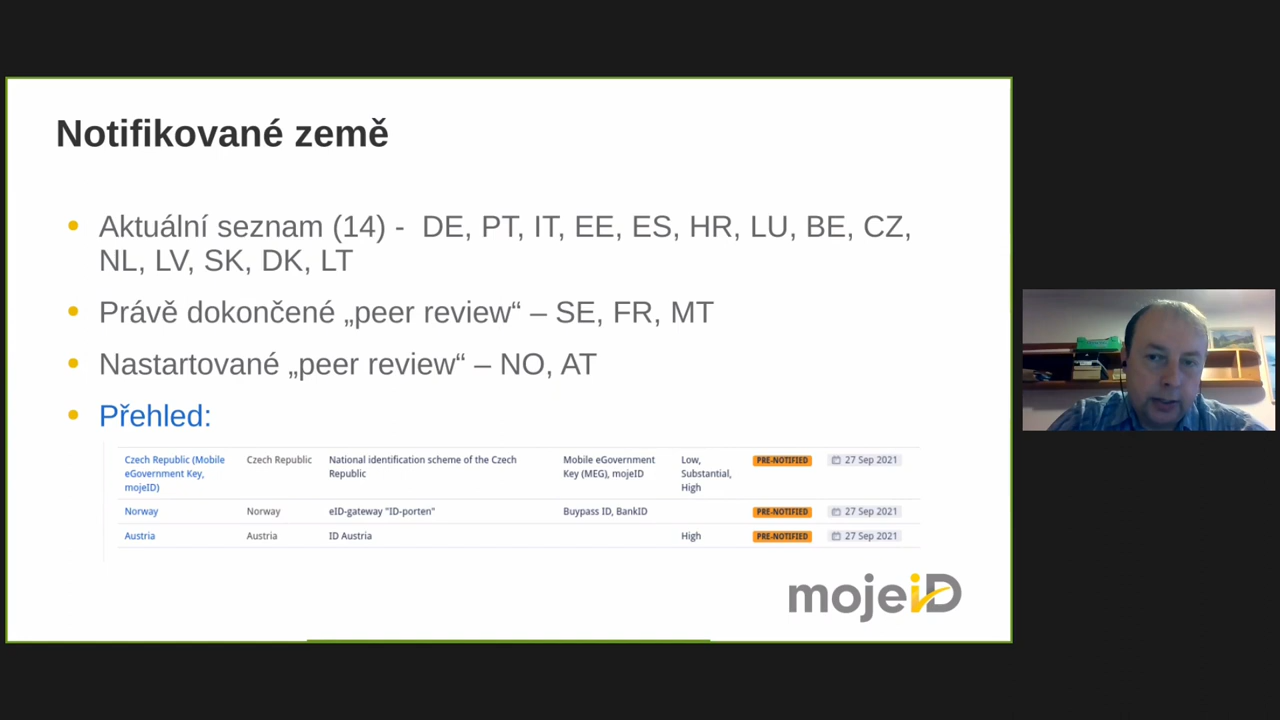 Notifikované země
Aktuální seznam (14) - DE, PT, IT, EE, ES, HR, LU, BE, CZ,
NL, LV, SK, DK, LT
Právě dokončené „peer review“ – SE, FR, MT
Nastartované „peer review“ – NO, AT
Přehled:
Czech Republic (Mobile eGovernment Key, mojeID) Czech Republic National identification scheme of the Czech Republic Mobile eGovernment Key (MEG), mojeID Low, Substantial, High PRE-NOTIFIED 27 Sep 2021
Norway Norway eID-gateway "ID-porten" Buypass ID, BankID PRE-NOTIFIED 27 Sep 2021
Austria Austria ID Austria High PRE-NOTIFIED 27 Sep 2021
mojeiD